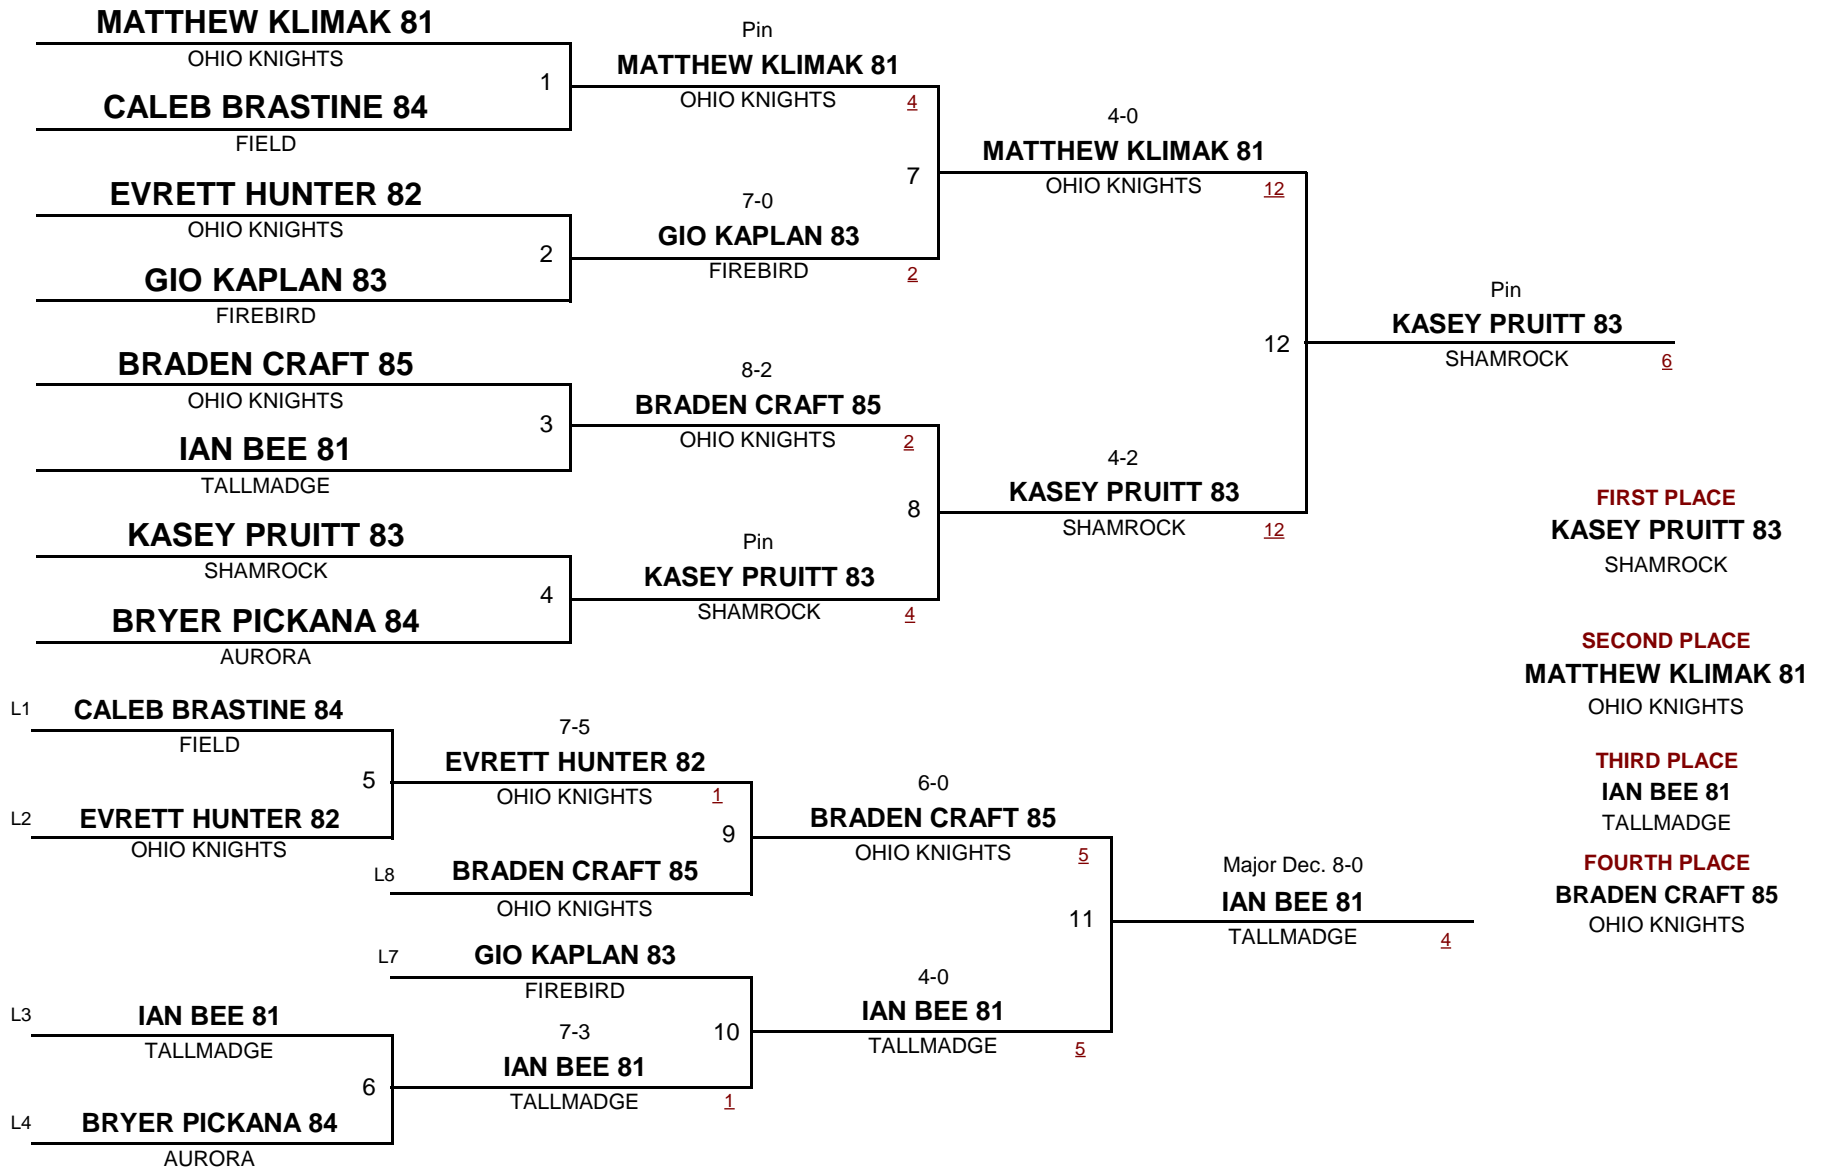 MATTHEW KLIMAK 81
OHIO KNIGHTS
1
CALEB BRASTINE 84
FIELD
EVRETT HUNTER 82
OHIO KNIGHTS
2
GIO KAPLAN 83
FIREBIRD
BRADEN CRAFT 85
OHIO KNIGHTS
3
IAN BEE 81
TALLMADGE
KASEY PRUITT 83
SHAMROCK
4
BRYER PICKANA 84
AURORA
Pin
MATTHEW KLIMAK 81
OHIO KNIGHTS 4
7
7-0
GIO KAPLAN 83
FIREBIRD 2
8-2
BRADEN CRAFT 85
OHIO KNIGHTS 2
8
Pin
KASEY PRUITT 83
SHAMROCK 4
4-0
MATTHEW KLIMAK 81
OHIO KNIGHTS 12
12
4-2
KASEY PRUITT 83
SHAMROCK 12
Pin
KASEY PRUITT 83
SHAMROCK 6
FIRST PLACE
KASEY PRUITT 83
SHAMROCK
SECOND PLACE
MATTHEW KLIMAK 81
OHIO KNIGHTS
THIRD PLACE
IAN BEE 81
TALLMADGE
FOURTH PLACE
BRADEN CRAFT 85
OHIO KNIGHTS
L1 CALEB BRASTINE 84
FIELD
5
L2 EVRETT HUNTER 82
OHIO KNIGHTS
7-5
EVRETT HUNTER 82
OHIO KNIGHTS 1
9
L8 BRADEN CRAFT 85
OHIO KNIGHTS
L7 GIO KAPLAN 83
FIREBIRD
10
L3 IAN BEE 81
TALLMADGE
6
L4 BRYER PICKANA 84
AURORA
7-3
IAN BEE 81
TALLMADGE 1
6-0
BRADEN CRAFT 85
OHIO KNIGHTS 5
11
4-0
IAN BEE 81
TALLMADGE 5
Major Dec. 8-0
IAN BEE 81
TALLMADGE 4